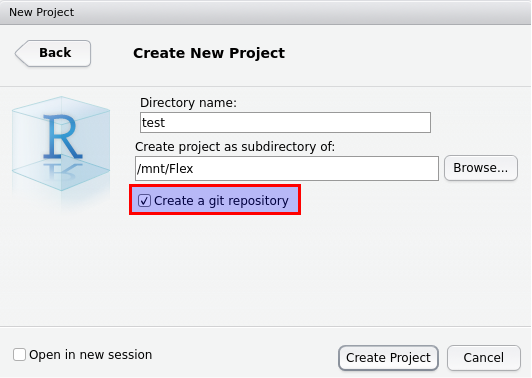 New Project
Back
Create New Project
R
Directory name:
test
Create project as subdirectory of:
/mnt/Flex
Browse...
Create a git repository
Open in new session
Create Project
Cancel